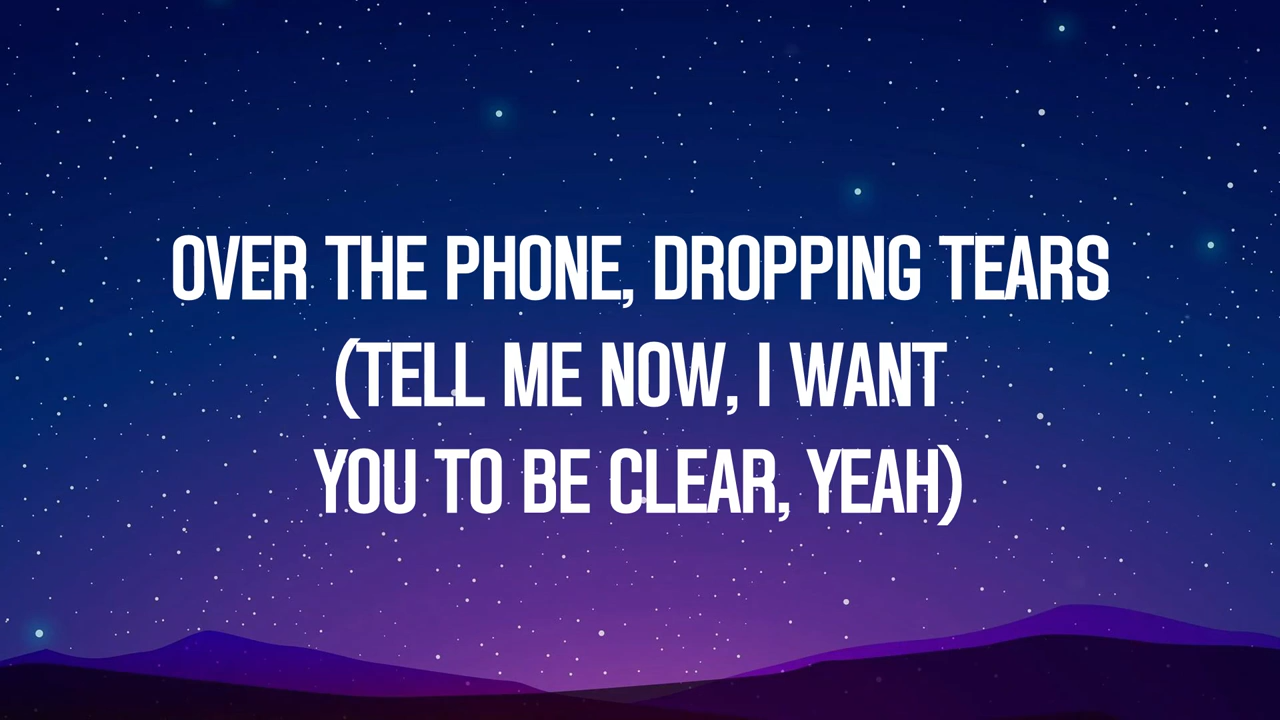 OVER THE PHONE, DROPPING TEARS
(TELL ME NOW, I WANT
YOU TO BE CLEAR, YEAH)